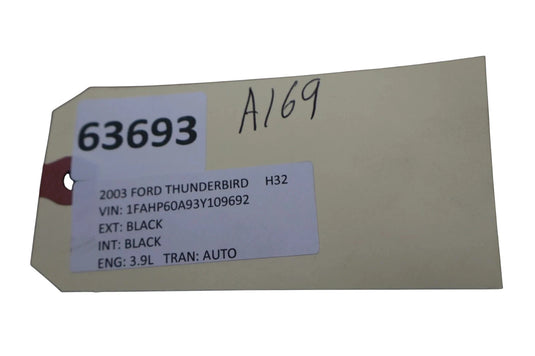 A169
63693
2003 FORD THUNDERBIRD H32
VIN: 1FAHP60A93Y109692
EXT: BLACK
INT: BLACK
ENG: 3.9L TRAN: AUTO